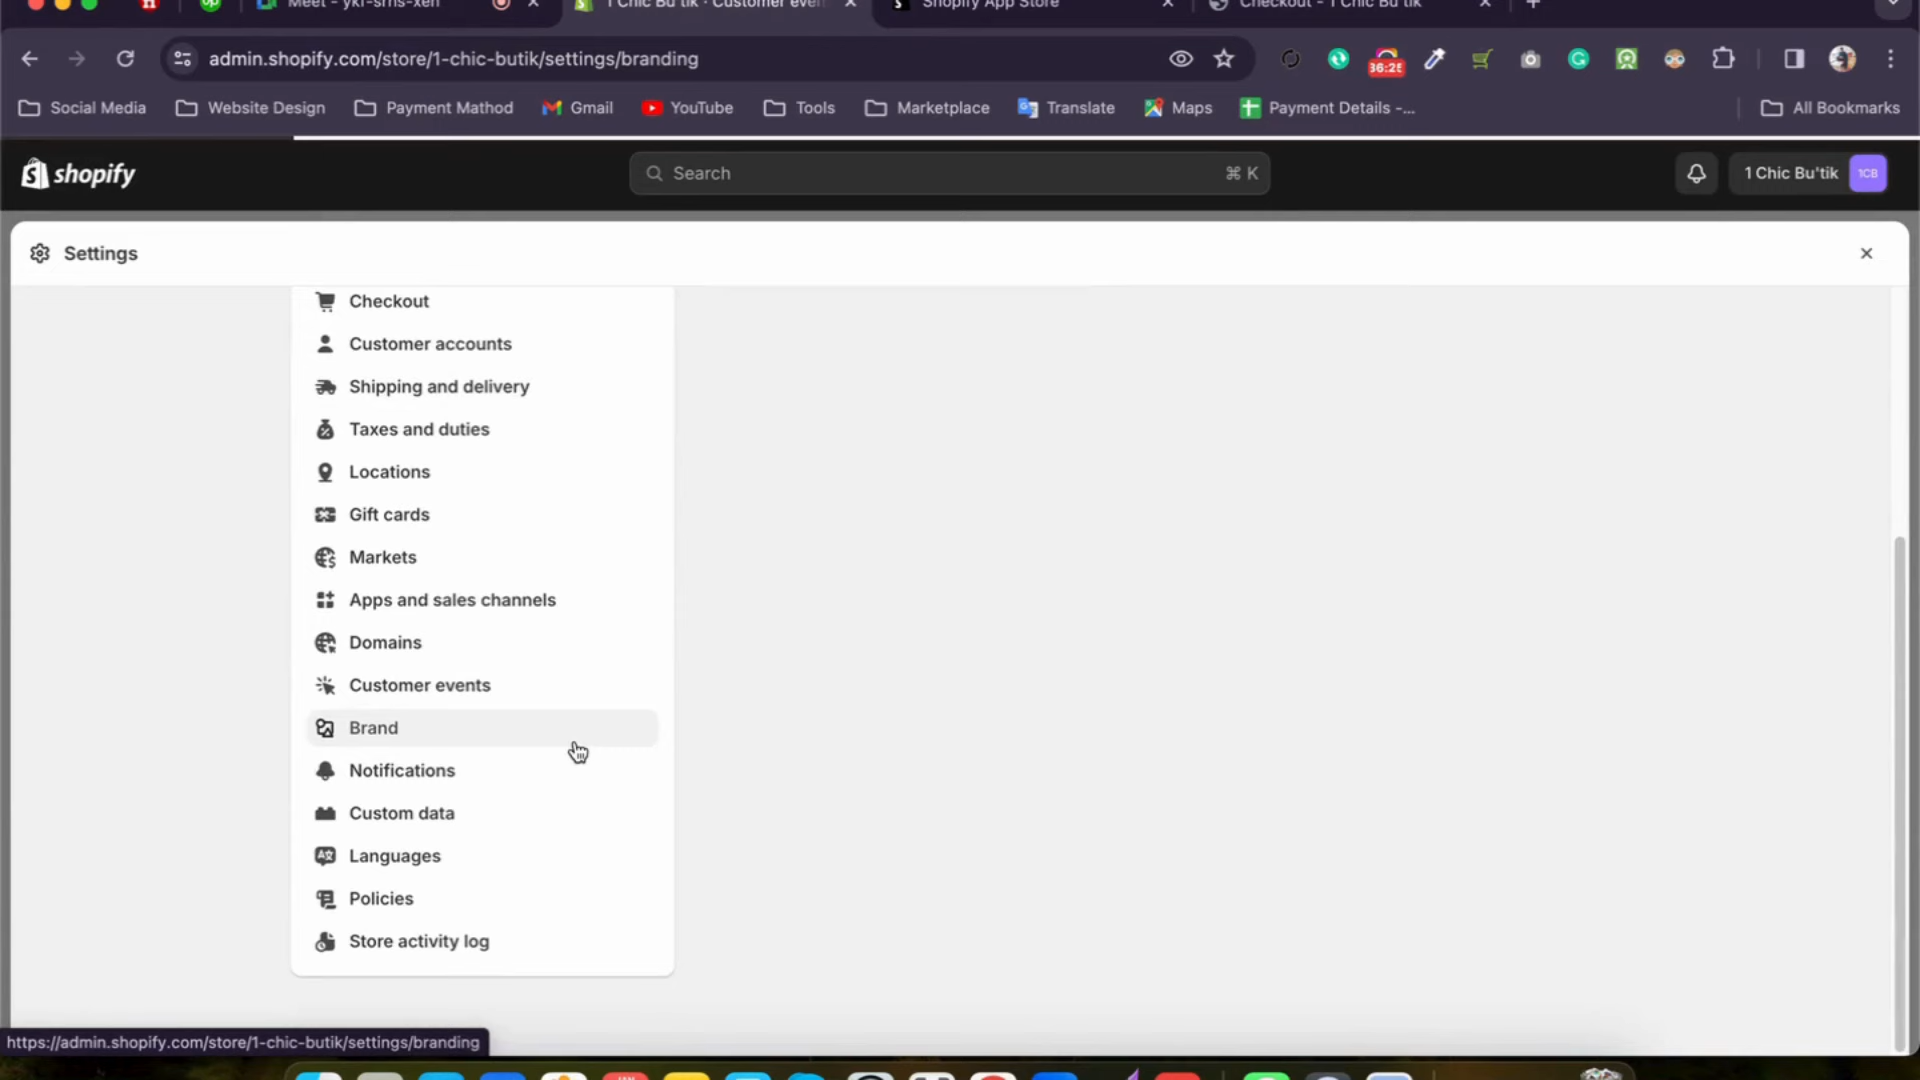 Meet - ykf-srns-xen
1 Chic Bu'tik · Customer even
Shopify App Store
Checkout - 1 Chic Bu'tik
admin.shopify.com/store/1-chic-butik/settings/branding
Social Media
Website Design
Payment Mathod
Gmail
YouTube
Tools
Marketplace
Translate
Maps
Payment Details -...
All Bookmarks
shopify
Search
⌘ K
1 Chic Bu'tik
1CB
Settings
Checkout
Customer accounts
Shipping and delivery
Taxes and duties
Locations
Gift cards
Markets
Apps and sales channels
Domains
Customer events
Brand
Notifications
Custom data
Languages
Policies
Store activity log
https://admin.shopify.com/store/1-chic-butik/settings/branding